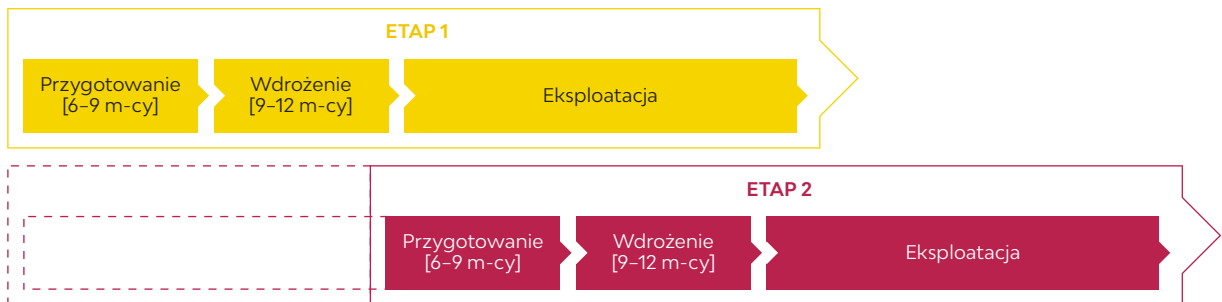 ETAP 1
Przygotowanie
[6–9 m-cy]
Wdrożenie
[9–12 m-cy]
Eksploatacja
ETAP 2
Przygotowanie
[6–9 m-cy]
Wdrożenie
[9–12 m-cy]
Eksploatacja